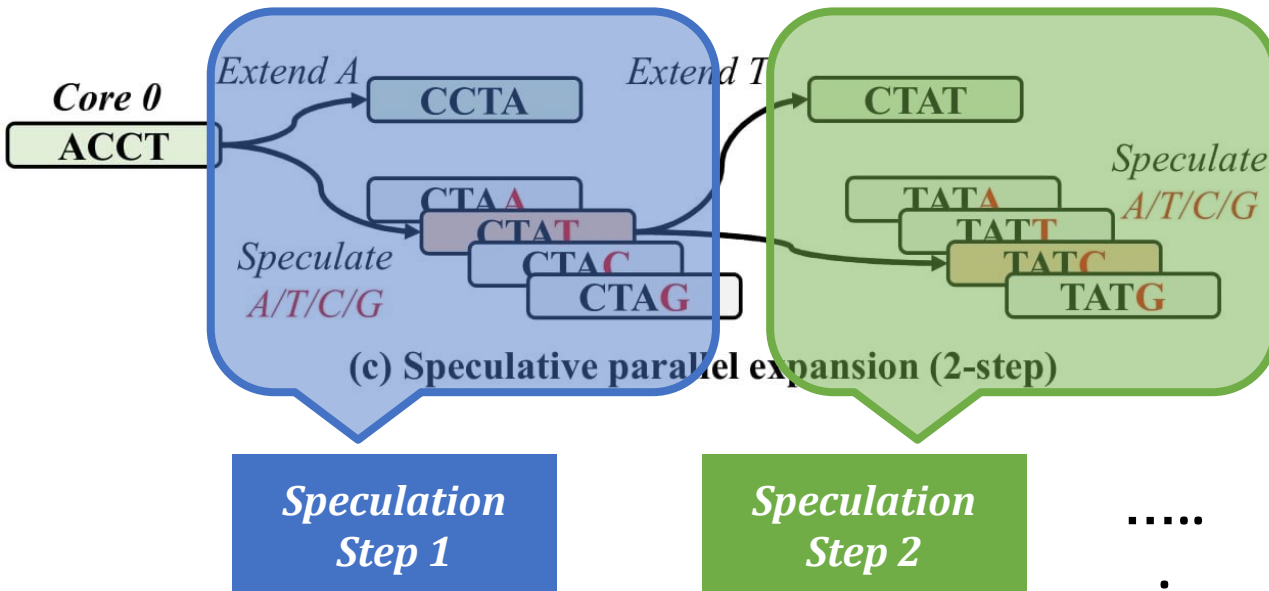 Extend A
Extend T
Core 0
ACCT
CCTA
CTAT
CTAA
CTAT
CTAC
CTAG
Speculate
A/T/C/G
TATA
TATT
TATC
TATG
Speculate
A/T/C/G
(c) Speculative parallel expansion (2-step)
Speculation
Step 1
Speculation
Step 2
…..
.